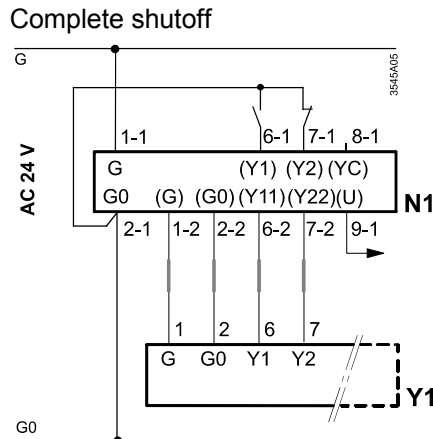 Complete shutoff
G
3545A05
1-1 6-1 7-1 8-1
AC 24 V
G (Y1) (Y2) (YC)
G0 (G) (G0) (Y11) (Y22) (U)
N1
2-1 1-2 2-2 6-2 7-2 9-1
1 2 6 7
G G0 Y1 Y2
Y1
G0